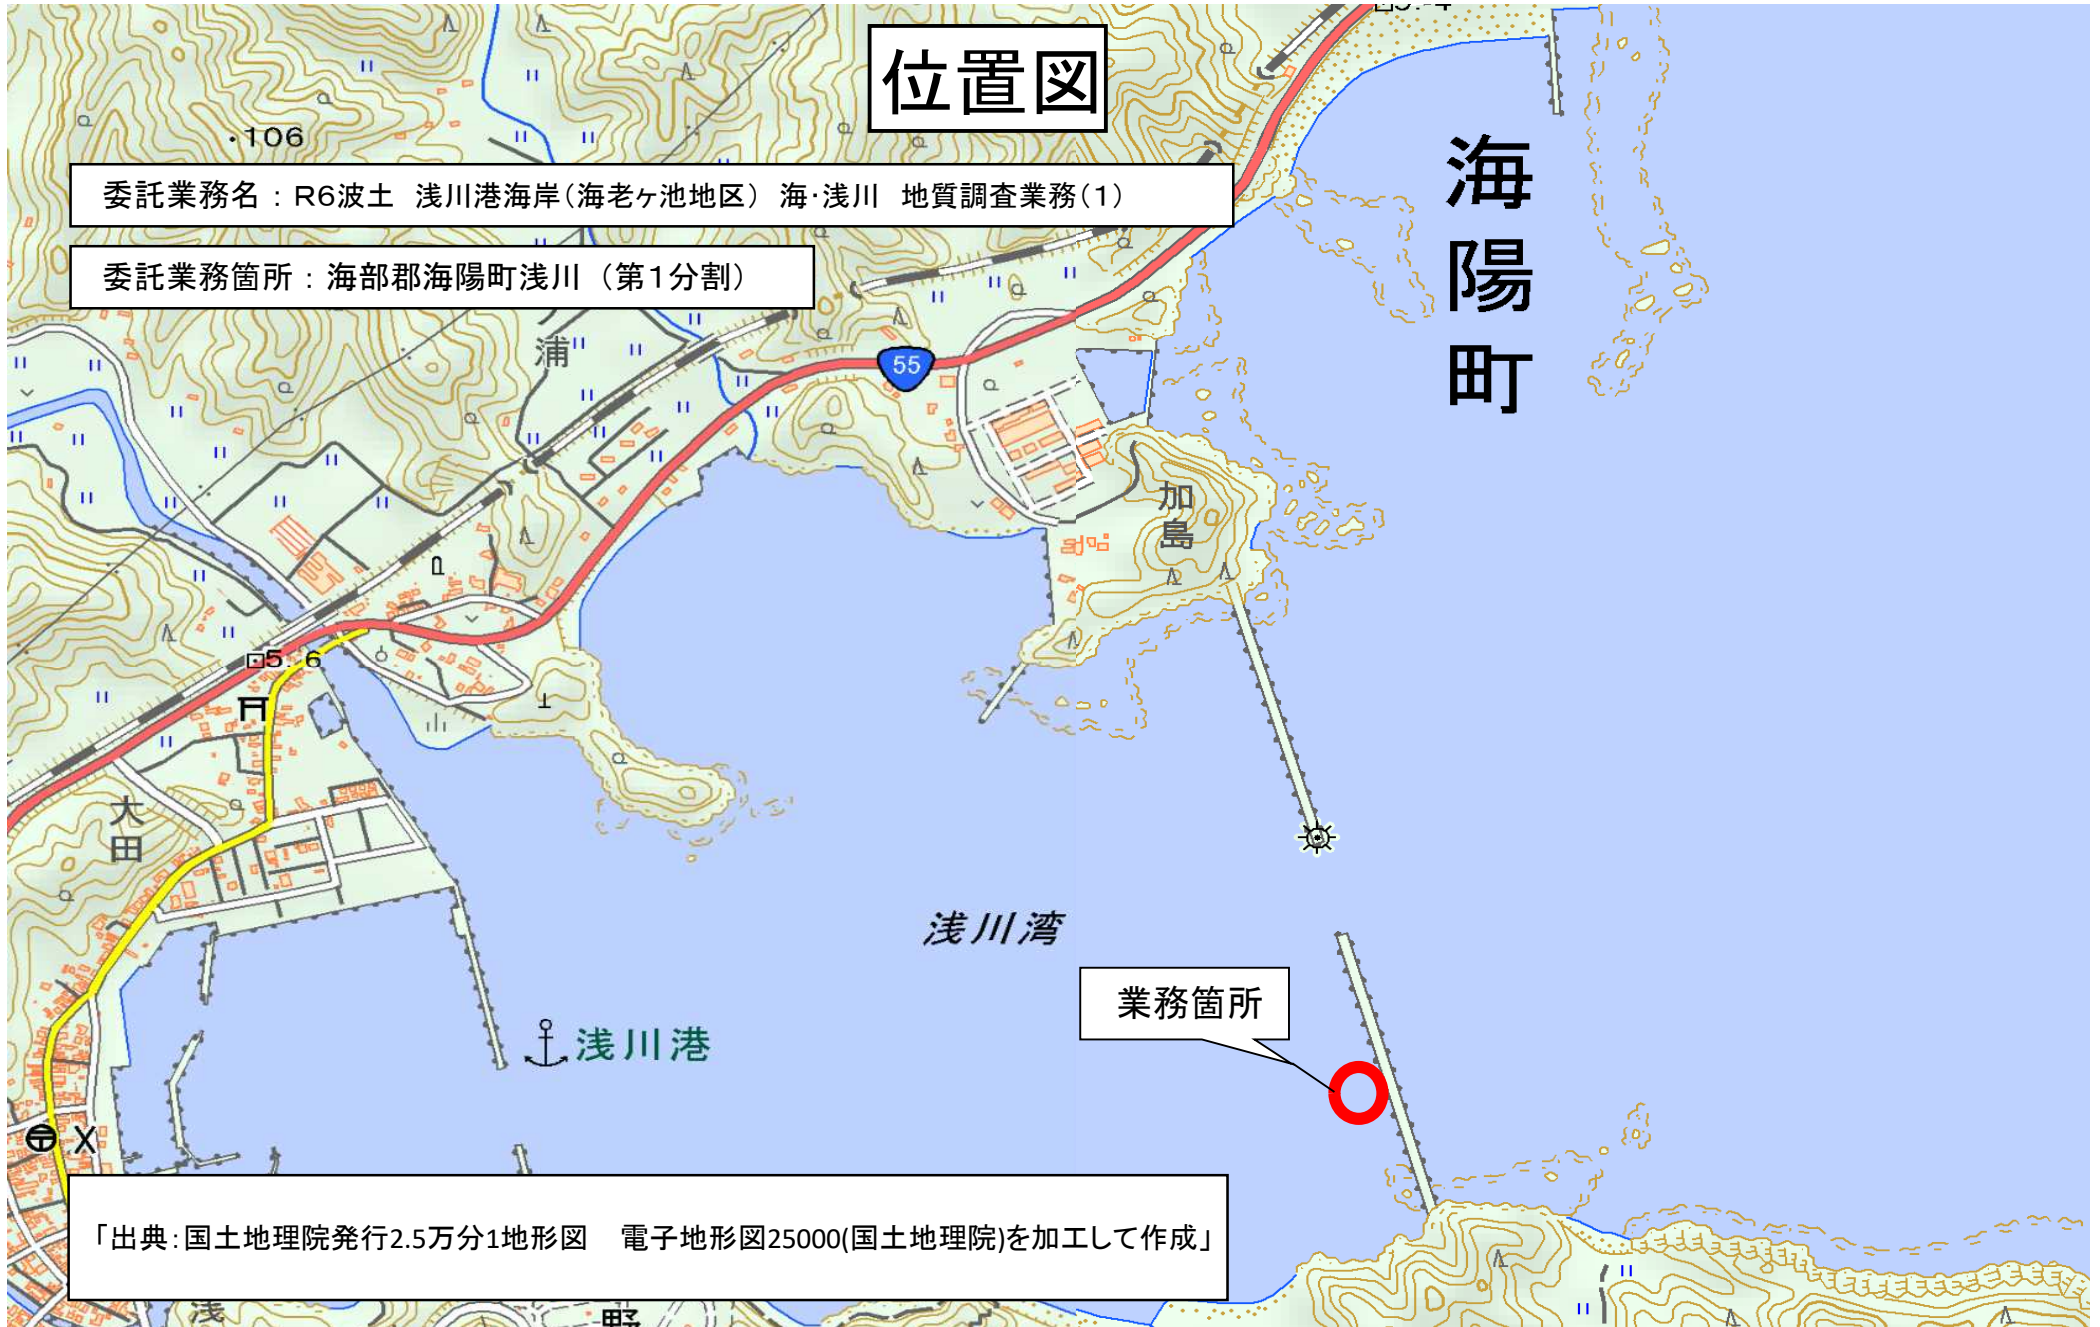 位置図
・106
委託業務名：R6波土　浅川港海岸(海老ヶ池地区)　海・浅川　地質調査業務(1)
委託業務箇所：海部郡海陽町浅川（第1分割）
海陽町
浦
55
加島
5.6
大田
浅川湾
業務箇所
浅川港
「出典:国土地理院発行2.5万分1地形図　電子地形図25000(国土地理院)を加工して作成」
浅
野